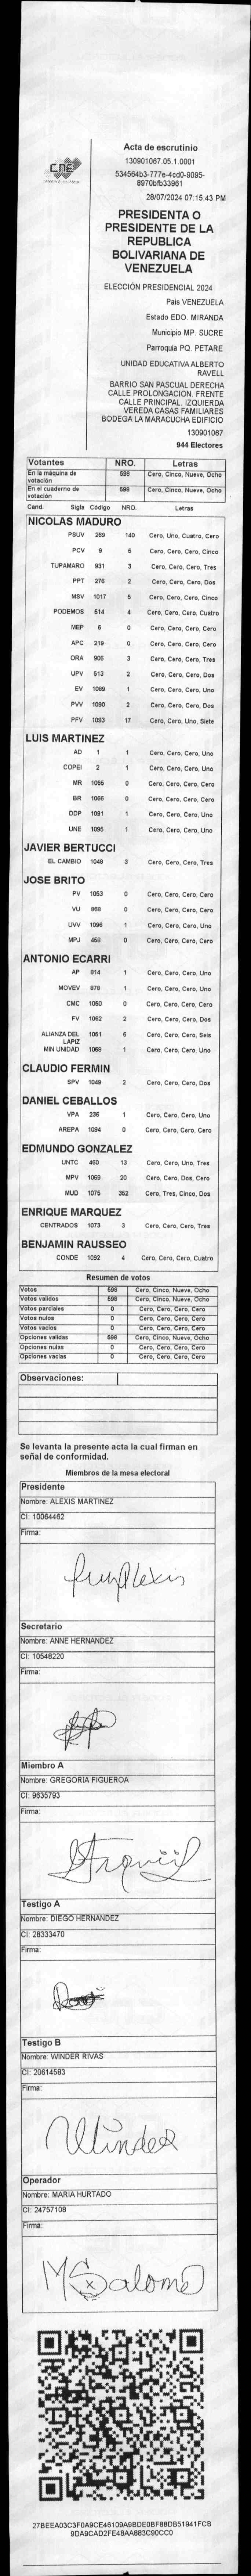 CNE
Acta de escrutinio
130901067.05.1.0001
534564b3-777e-4cd0-9095-
8970bfb33961
28/07/2024 07:15:43 PM
PRESIDENTA O
PRESIDENTE DE LA
REPUBLICA
BOLIVARIANA DE
VENEZUELA
ELECCIÓN PRESIDENCIAL 2024
Pais VENEZUELA
Estado EDO. MIRANDA
Municipio MP. SUCRE
Parroquia PQ. PETARE
UNIDAD EDUCATIVA ALBERTO
RAVELL
BARRIO SAN PASCUAL DERECHA
CALLE PROLONGACION. FRENTE
CALLE PRINCIPAL. IZQUIERDA
VEREDA CASAS FAMILIARES
BODEGA LA MARACUCHA EDIFICIO
130901067
944 Electores
Votantes NRO. Letras
En la máquina de votación 598 Cero, Cinco, Nueve, Ocho
En el cuaderno de votación 598 Cero, Cinco, Nueve, Ocho
Cand. Sigla Código NRO. Letras
NICOLAS MADURO
PSUV 269 140 Cero, Uno, Cuatro, Cero
PCV 9 5 Cero, Cero, Cero, Cinco
TUPAMARO 931 3 Cero, Cero, Cero, Tres
PPT 276 2 Cero, Cero, Cero, Dos
MSV 1017 5 Cero, Cero, Cero, Cinco
PODEMOS 514 4 Cero, Cero, Cero, Cuatro
MEP 6 0 Cero, Cero, Cero, Cero
APC 219 0 Cero, Cero, Cero, Cero
ORA 906 3 Cero, Cero, Cero, Tres
UPV 513 2 Cero, Cero, Cero, Dos
EV 1089 1 Cero, Cero, Cero, Uno
PVV 1090 2 Cero, Cero, Cero, Dos
PFV 1093 17 Cero, Cero, Uno, Siete
LUIS MARTINEZ
AD 1 1 Cero, Cero, Cero, Uno
COPEI 2 1 Cero, Cero, Cero, Uno
MR 1065 0 Cero, Cero, Cero, Cero
BR 1066 0 Cero, Cero, Cero, Cero
DDP 1091 1 Cero, Cero, Cero, Uno
UNE 1095 1 Cero, Cero, Cero, Uno
JAVIER BERTUCCI
EL CAMBIO 1048 3 Cero, Cero, Cero, Tres
JOSE BRITO
PV 1053 0 Cero, Cero, Cero, Cero
VU 868 0 Cero, Cero, Cero, Cero
UVV 1096 1 Cero, Cero, Cero, Uno
MPJ 458 0 Cero, Cero, Cero, Cero
ANTONIO ECARRI
AP 814 1 Cero, Cero, Cero, Uno
MOVEV 878 1 Cero, Cero, Cero, Uno
CMC 1050 0 Cero, Cero, Cero, Cero
FV 1062 2 Cero, Cero, Cero, Dos
ALIANZA DEL LAPIZ 1051 6 Cero, Cero, Cero, Seis
MIN UNIDAD 1068 1 Cero, Cero, Cero, Uno
CLAUDIO FERMIN
SPV 1049 2 Cero, Cero, Cero, Dos
DANIEL CEBALLOS
VPA 236 1 Cero, Cero, Cero, Uno
AREPA 1094 0 Cero, Cero, Cero, Cero
EDMUNDO GONZALEZ
UNTC 460 13 Cero, Cero, Uno, Tres
MPV 1069 20 Cero, Cero, Dos, Cero
MUD 1075 352 Cero, Tres, Cinco, Dos
ENRIQUE MARQUEZ
CENTRADOS 1073 3 Cero, Cero, Cero, Tres
BENJAMIN RAUSSEO
CONDE 1092 4 Cero, Cero, Cero, Cuatro
Resumen de votos
Votos 598 Cero, Cinco, Nueve, Ocho
Votos validos 598 Cero, Cinco, Nueve, Ocho
Votos parciales 0 Cero, Cero, Cero, Cero
Votos nulos 0 Cero, Cero, Cero, Cero
Votos vacios 0 Cero, Cero, Cero, Cero
Opciones validas 598 Cero, Cinco, Nueve, Ocho
Opciones nulas 0 Cero, Cero, Cero, Cero
Opciones vacias 0 Cero, Cero, Cero, Cero
Observaciones:
Se levanta la presente acta la cual firman en
señal de conformidad.
Miembros de la mesa electoral
Presidente
Nombre: ALEXIS MARTINEZ
CI: 10064462
Firma:
Secretario
Nombre: ANNE HERNANDEZ
CI: 10548220
Firma:
Miembro A
Nombre: GREGORIA FIGUEROA
CI: 9635793
Firma:
Testigo A
Nombre: DIEGO HERNANDEZ
CI: 28333470
Firma:
Testigo B
Nombre: WINDER RIVAS
CI: 20614583
Firma:
Winder
Operador
Nombre: MARIA HURTADO
CI: 24757108
Firma:
27BEEA03C3F0A9CE46109A9BDE0BF88DB51941FCB
9DA9CAD2FE48AA883C90CC0